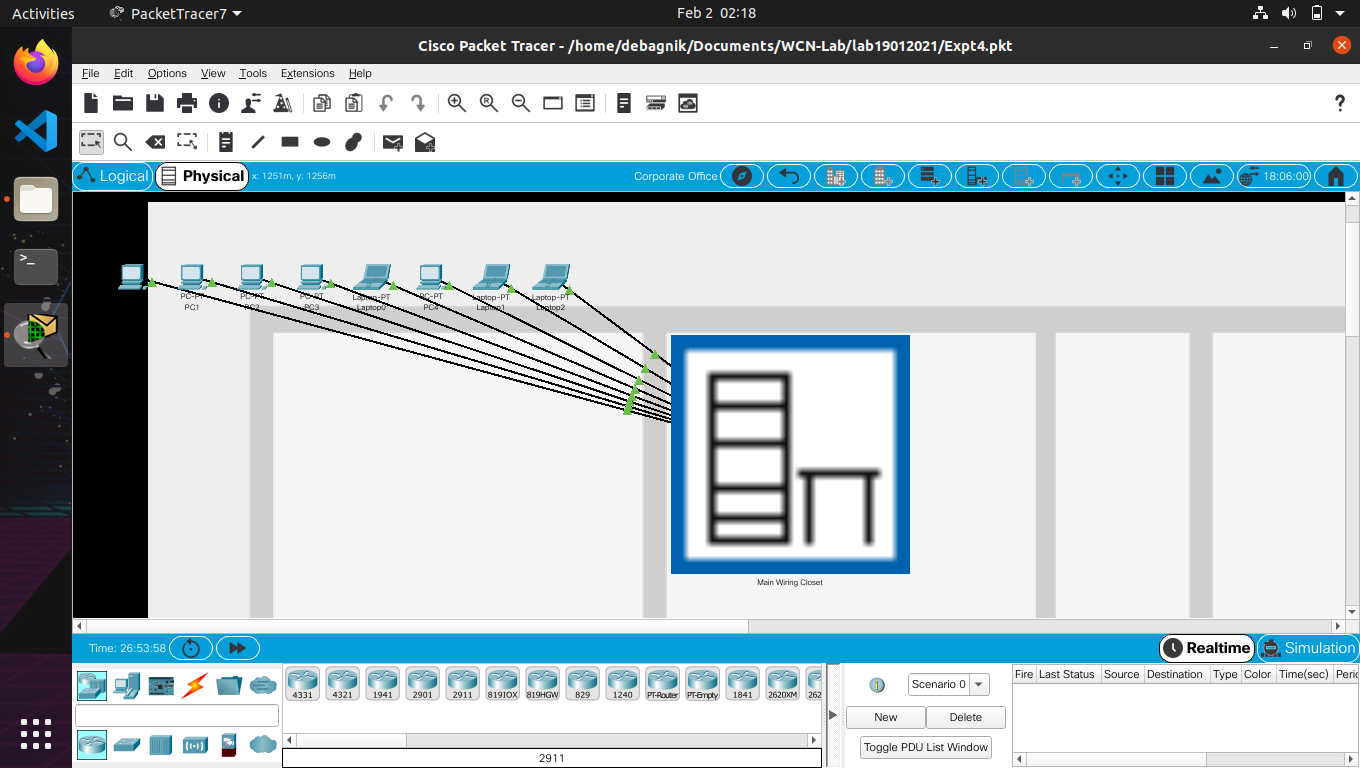 Activities PacketTracer7 Feb 2 02:18
Cisco Packet Tracer - /home/debagnik/Documents/WCN-Lab/lab19012021/Expt4.pkt
File Edit Options View Tools Extensions Help
?
Logical Physical x: 1251m, y: 1256m Corporate Office 18:06:00
PC-PT PC-PT PC-PT Laptop-PT PC-PT Laptop-PT Laptop-PT
PC1 PC2 PC3 Laptop0 PC4 Laptop1 Laptop2
Main Wiring Closet
Time: 26:53:58 Realtime Simulation
4331 4321 1941 2901 2911 819IOX 819HGW 829 1240 PT-Router PT-Empty 1841 2620XM 262
2911
Scenario 0
New Delete
Toggle PDU List Window
Fire Last Status Source Destination Type Color Time(sec) Perio